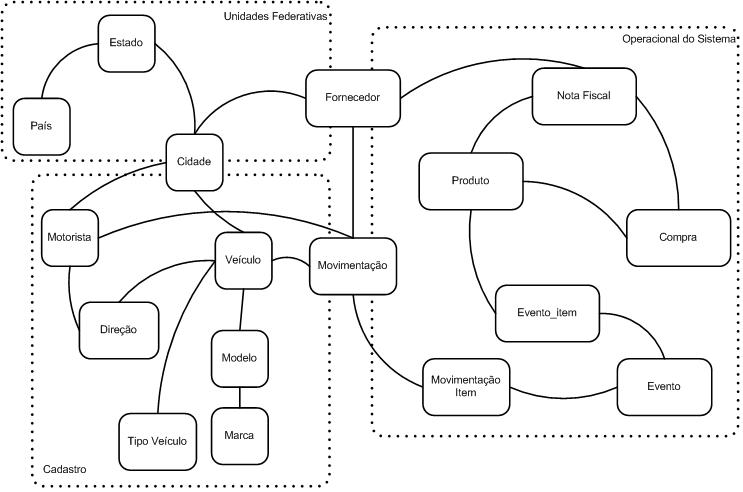 Unidades Federativas
Estado
Operacional do Sistema
Fornecedor
Nota Fiscal
País
Cidade
Produto
Motorista
Compra
Veículo
Movimentação
Evento_item
Direção
Modelo
Movimentação
Item
Evento
Tipo Veículo
Marca
Cadastro